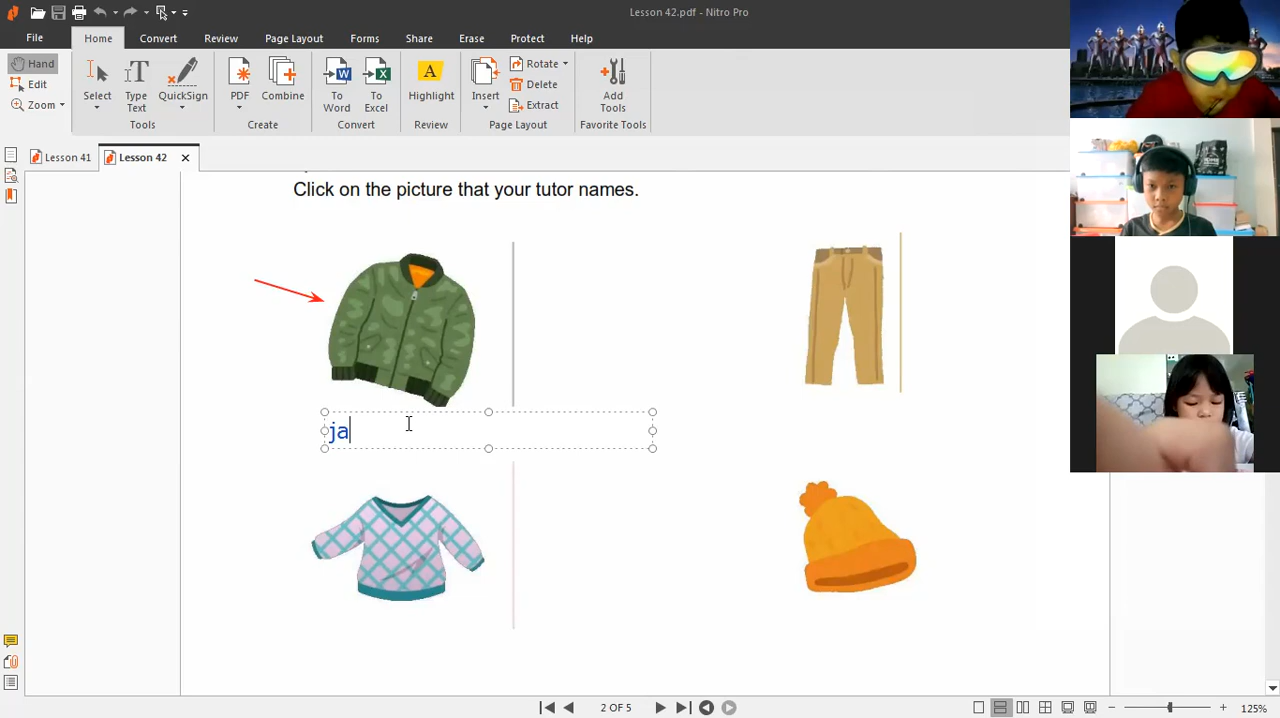 Lesson 42.pdf - Nitro Pro
File Home Convert Review Page Layout Forms Share Erase Protect Help
Hand
Edit
Zoom
Select
Type Text
QuickSign
Tools
PDF
Combine
Create
To Word
To Excel
Convert
Highlight
Review
Insert
Rotate
Delete
Extract
Page Layout
Add Tools
Favorite Tools
Lesson 41
Lesson 42
Click on the picture that your tutor names.
ja
2 OF 5
125%